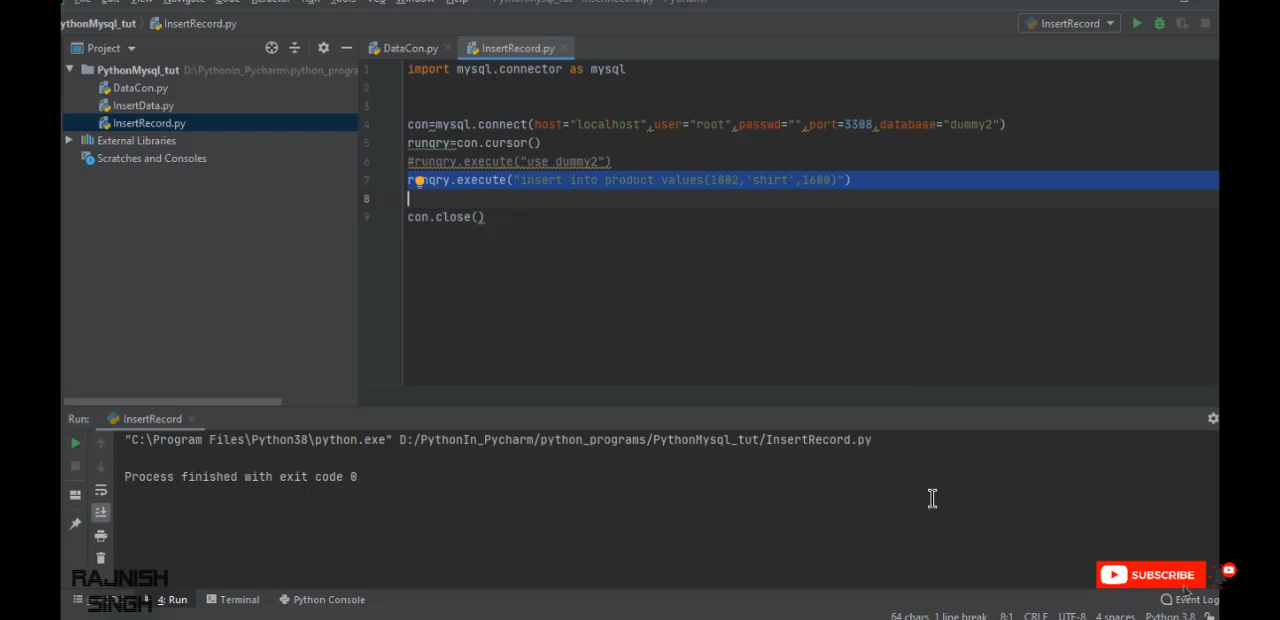 PythonMysql_tut - InsertRecord.py - PyCharm
ythonMysql_tut InsertRecord.py InsertRecord
Project DataCon.py InsertRecord.py
PythonMysql_tut D:\PythonIn_Pycharm\python_progra
DataCon.py
InsertData.py
InsertRecord.py
External Libraries
Scratches and Consoles
1 import mysql.connector as mysql
2
3
4 con=mysql.connect(host="localhost",user="root",passwd="",port=3308,database="dummy2")
5 runqry=con.cursor()
6 #runqry.execute("use dummy2")
7 runqry.execute("insert into product values(1002,'shirt',1600)")
8
9 con.close()
Run: InsertRecord
"C:\Program Files\Python38\python.exe" D:/PythonIn_Pycharm/python_programs/PythonMysql_tut/InsertRecord.py
Process finished with exit code 0
RAJNISH
SINGH
SUBSCRIBE
4: Run Terminal Python Console Event Log
64 chars, 1 line break 8:1 CRLF UTF-8 4 spaces Python 3.8